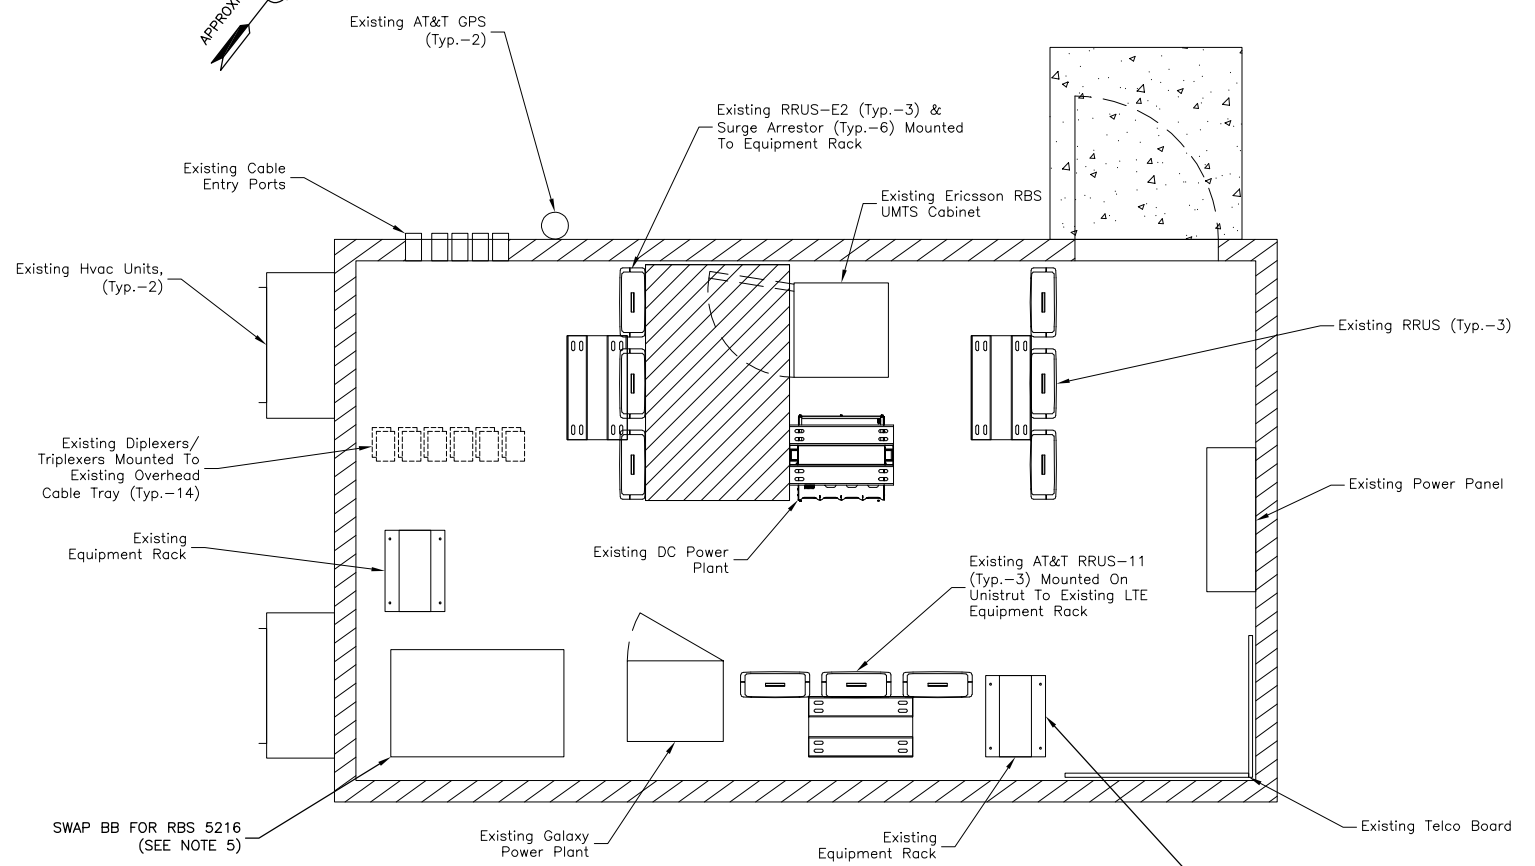 Existing AT&T GPS
(Typ.-2)
Existing RRUS-E2 (Typ.-3) &
Surge Arrestor (Typ.-6) Mounted
To Equipment Rack
Existing Cable
Entry Ports
Existing Ericsson RBS
UMTS Cabinet
Existing Hvac Units,
(Typ.-2)
Existing RRUS (Typ.-3)
Existing Diplexers/
Triplexers Mounted To
Existing Overhead
Cable Tray (Typ.-14)
Existing Power Panel
Existing
Equipment Rack
Existing DC Power
Plant
Existing AT&T RRUS-11
(Typ.-3) Mounted On
Unistrut To Existing LTE
Equipment Rack
SWAP BB FOR RBS 5216
(SEE NOTE 5)
Existing Galaxy
Power Plant
Existing
Equipment Rack
Existing Telco Board